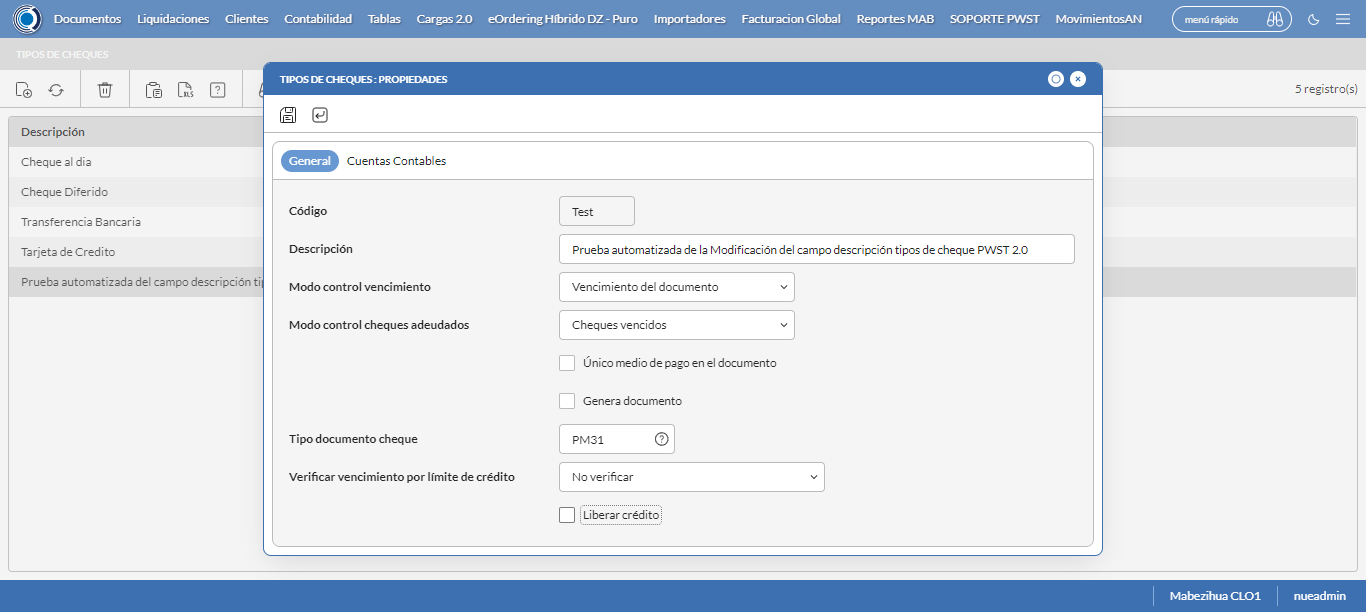 Documentos Liquidaciones Clientes Contabilidad Tablas Cargas 2.0 eOrdering Híbrido DZ - Puro Importadores Facturacion Global Reportes MAB SOPORTE PWST MovimientosAN menú rápido
TIPOS DE CHEQUES
TIPOS DE CHEQUES : PROPIEDADES
XLS ?
5 registro(s)
Descripción
Cheque al dia
Cheque Diferido
Transferencia Bancaria
Tarjeta de Credito
Prueba automatizada del campo descripción
General Cuentas Contables
Código Test
Descripción Prueba automatizada de la Modificación del campo descripción tipos de cheque PWST 2.0
Modo control vencimiento Vencimiento del documento
Modo control cheques adeudados Cheques vencidos
Único medio de pago en el documento
Genera documento
Tipo documento cheque PM31 ?
Verificar vencimiento por límite de crédito No verificar
Liberar crédito
Mabezihua CLO1 nueadmin